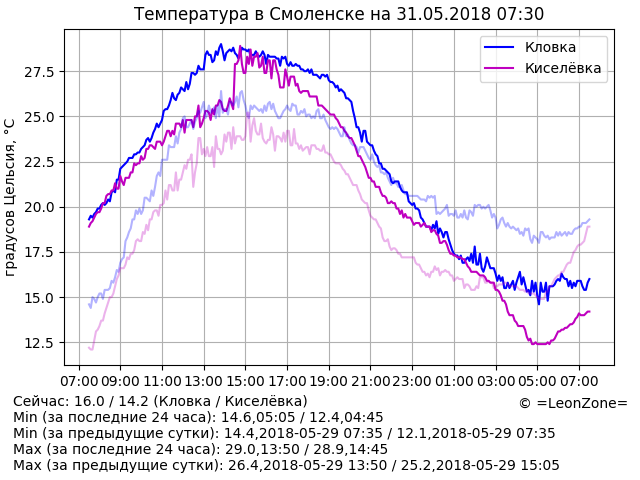 Температура в Смоленске на 31.05.2018 07:30
градусов Цельсия, °C
27.5
25.0
22.5
20.0
17.5
15.0
12.5
Кловка
Киселёвка
07:00 09:00 11:00 13:00 15:00 17:00 19:00 21:00 23:00 01:00 03:00 05:00 07:00
Сейчас: 16.0 / 14.2 (Кловка / Киселёвка)
© =LeonZone=
Min (за последние 24 часа): 14.6,05:05 / 12.4,04:45
Min (за предыдущие сутки): 14.4,2018-05-29 07:35 / 12.1,2018-05-29 07:35
Max (за последние 24 часа): 29.0,13:50 / 28.9,14:45
Max (за предыдущие сутки): 26.4,2018-05-29 13:50 / 25.2,2018-05-29 15:05